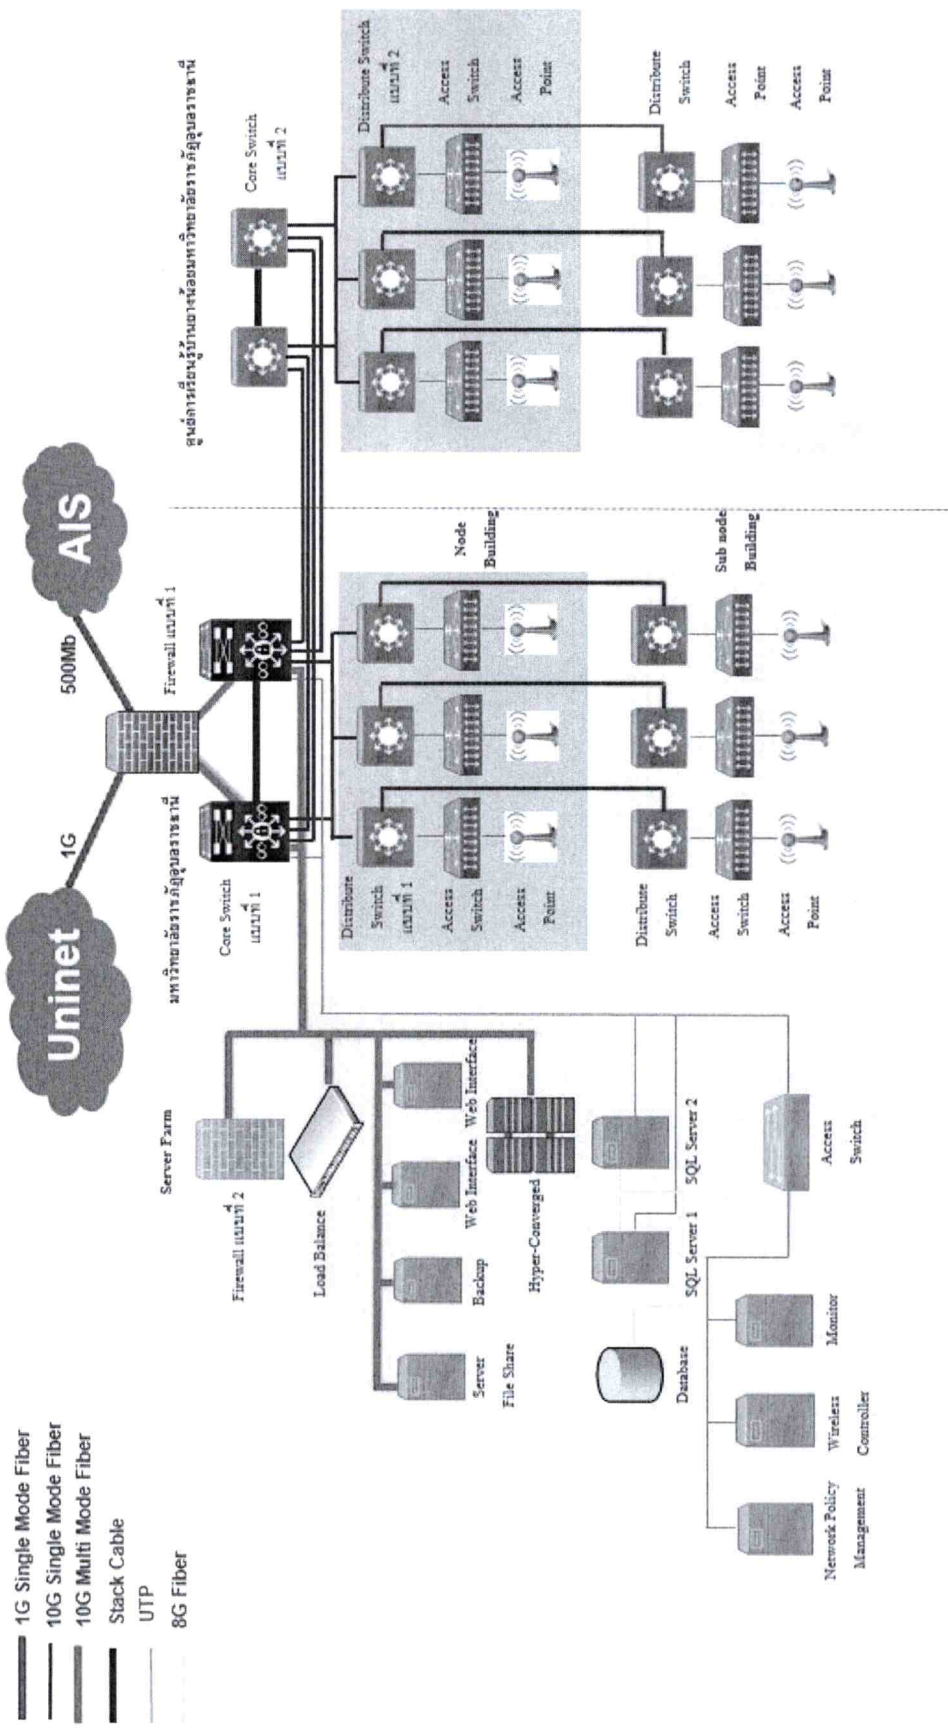 1G Single Mode Fiber
10G Single Mode Fiber
10G Multi Mode Fiber
Stack Cable
UTP
8G Fiber
Uninet
1G
AIS
500Mb
มหาวิทยาลัยราชภัฏอุบลราชธานี
Firewall แบบที่ 1
ศูนย์การเรียนรู้บ้านยางน้อยมหาวิทยาลัยราชภัฏอุบลราชธานี
Core Switch
แบบที่ 1
Core Switch
แบบที่ 2
Server Farm
Firewall แบบที่ 2
Load Balance
Server
File Share
Backup
Web Interface
Web Interface
Hyper-Converged
Database
SQL Server 1
SQL Server 2
Network Policy
Management
Wireless
Controller
Monitor
Access
Switch
Distribute
Switch
แบบที่ 1
Access
Switch
Access
Point
Node
Building
Distribute
Switch
Access
Switch
Access
Point
Sub node
Building
Distribute Switch
แบบที่ 2
Access
Switch
Access
Point
Distribute
Switch
Access
Point
Access
Point